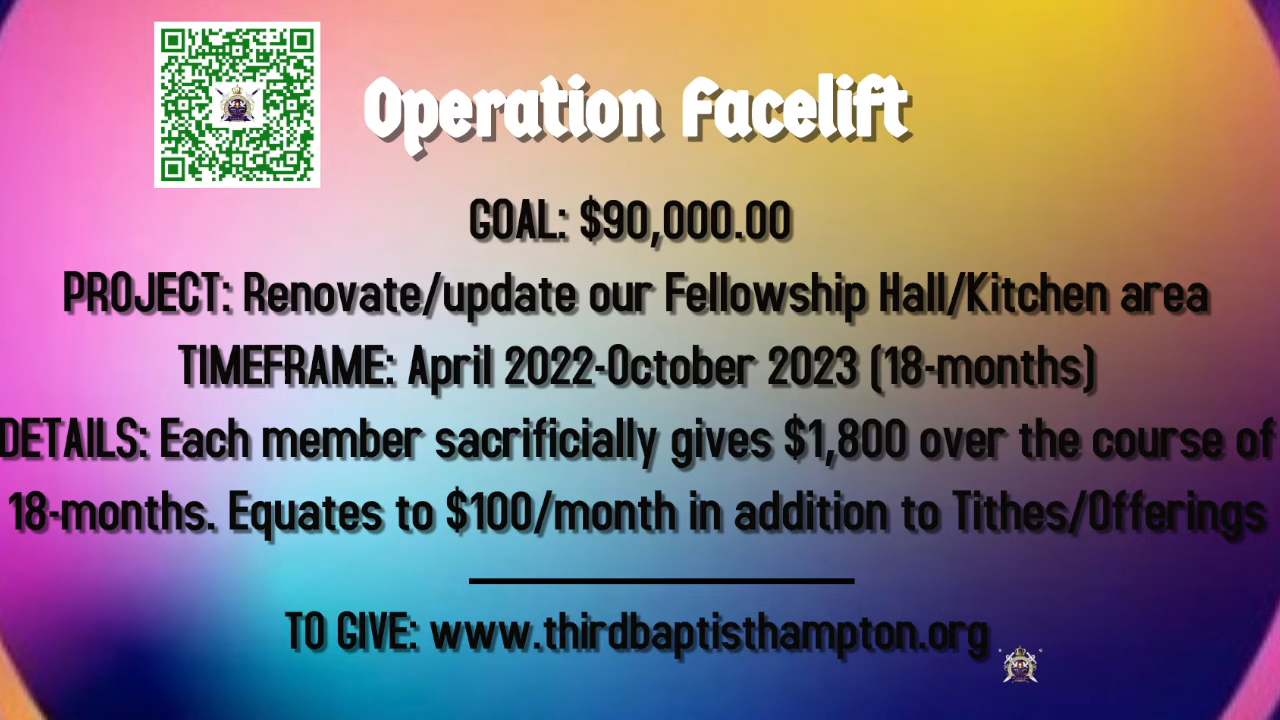 Operation Facelift
GOAL: $90,000.00
PROJECT: Renovate/update our Fellowship Hall/Kitchen area
TIMEFRAME: April 2022-October 2023 (18-months)
DETAILS: Each member sacrificially gives $1,800 over the course of
18-months. Equates to $100/month in addition to Tithes/Offerings
TO GIVE: www.thirdbaptisthampton.org